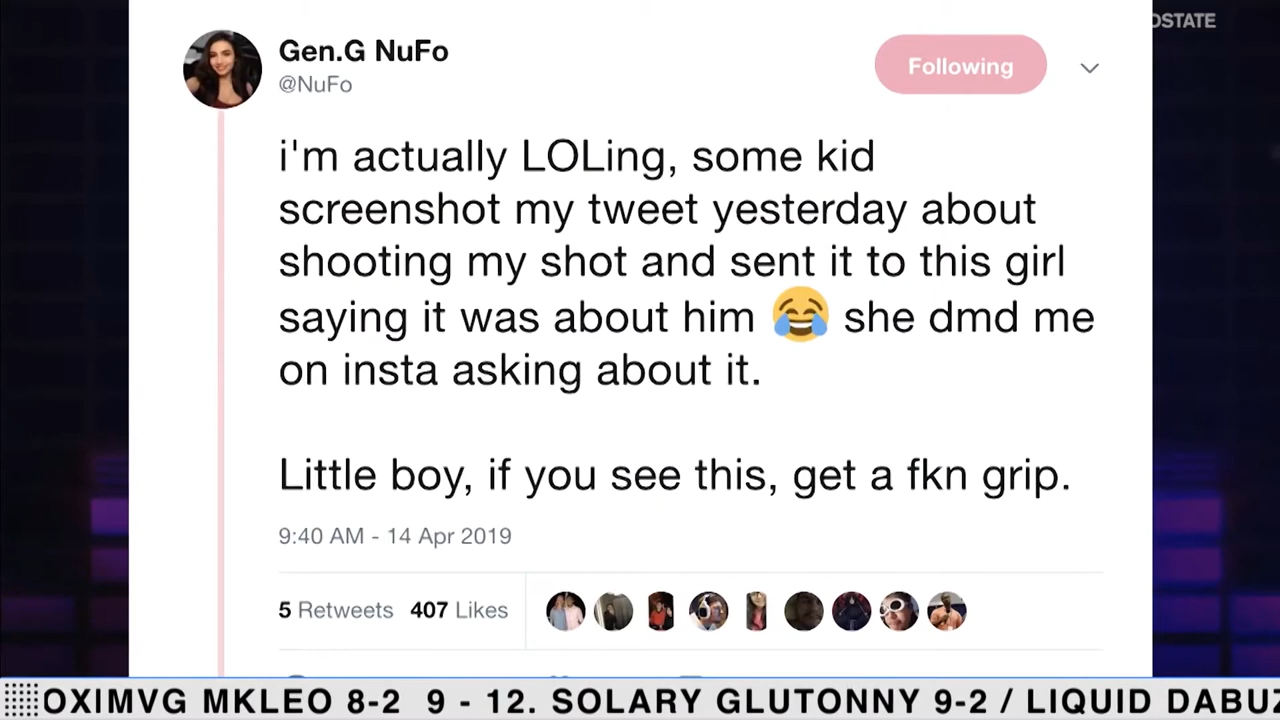 OSTATE
Gen.G NuFo
@NuFo
Following
i'm actually LOLing, some kid
screenshot my tweet yesterday about
shooting my shot and sent it to this girl
saying it was about him 😂 she dmd me
on insta asking about it.
Little boy, if you see this, get a fkn grip.
9:40 AM - 14 Apr 2019
5 Retweets 407 Likes
OXIMVG MKLEO 8-2 9 - 12. SOLARY GLUTONNY 9-2 / LIQUID DABUZ